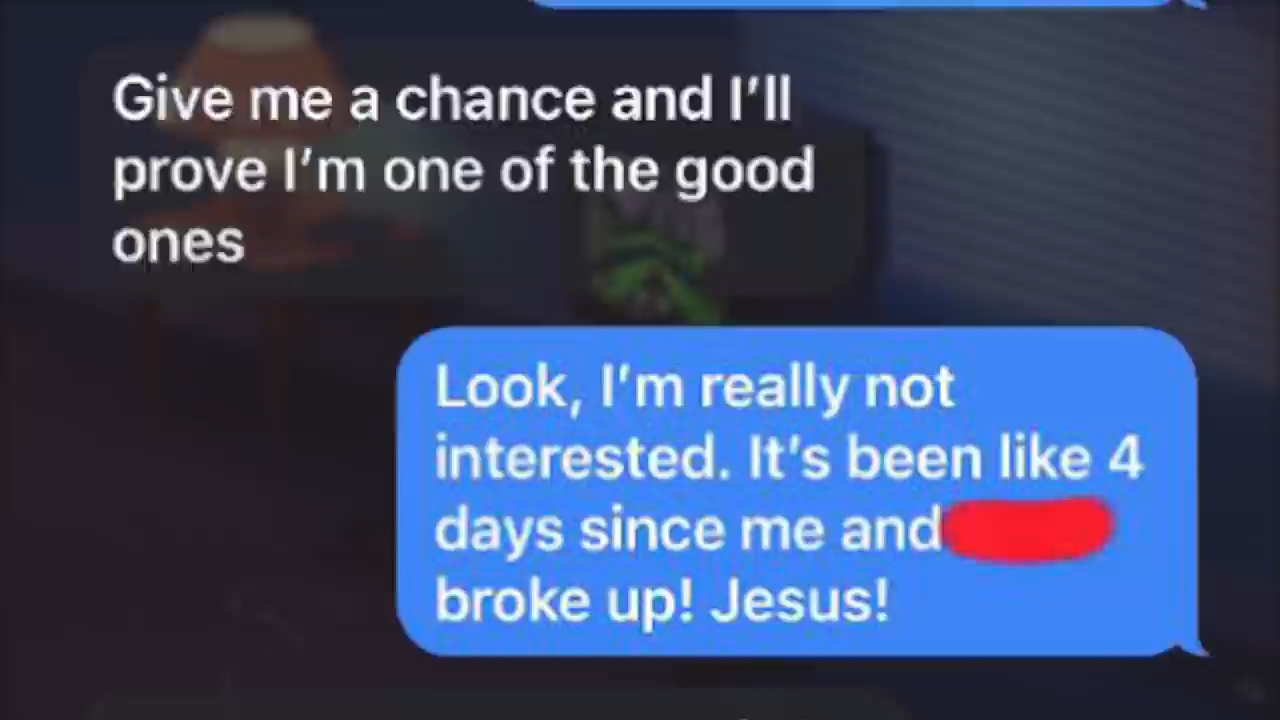 Give me a chance and I'll
prove I'm one of the good
ones
Look, I'm really not
interested. It's been like 4
days since me and
broke up! Jesus!